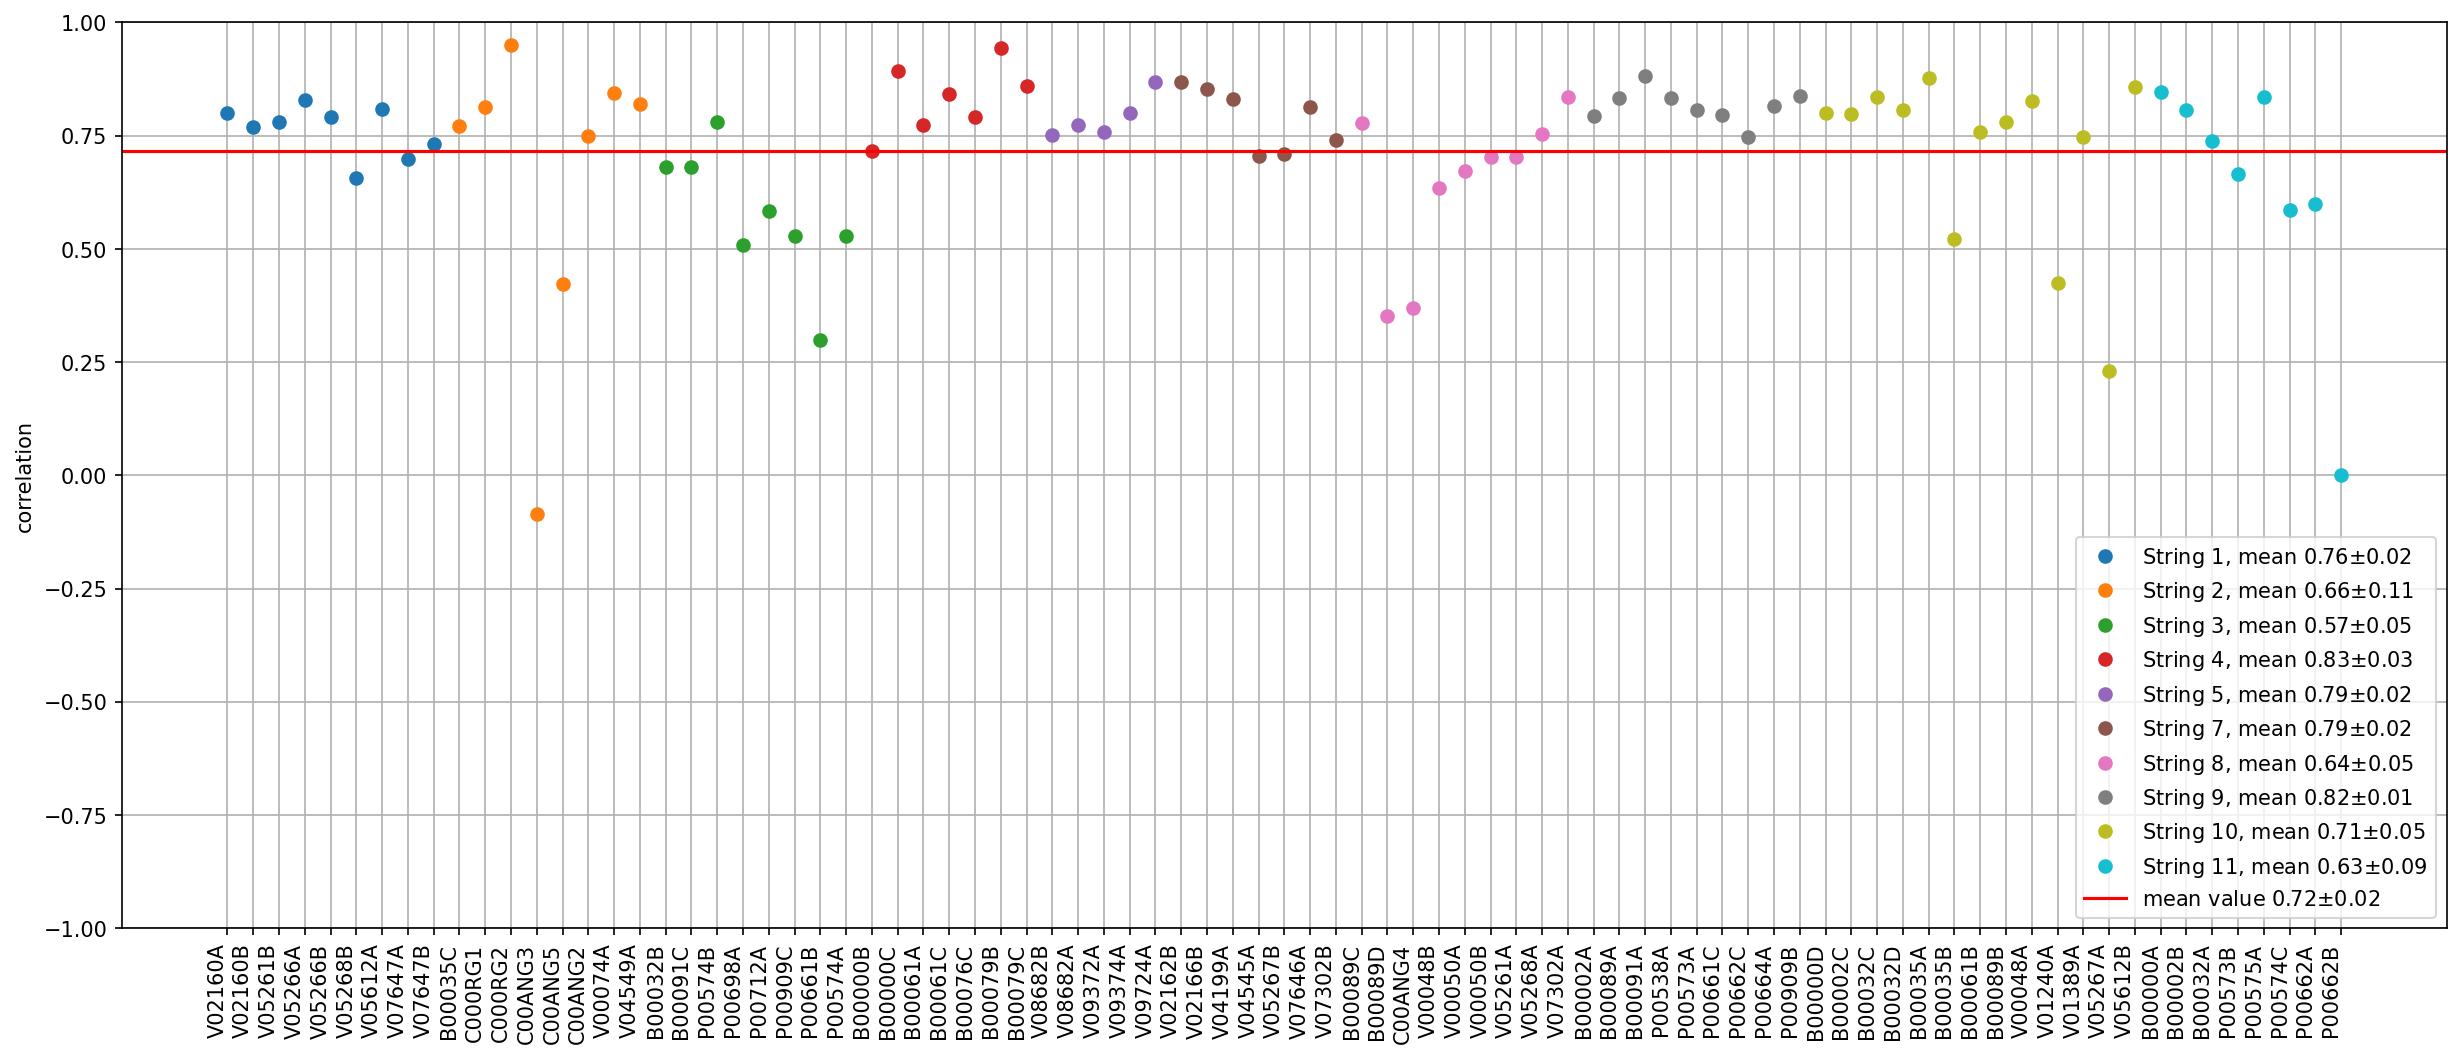 1.00
0.75
0.50
0.25
0.00
−0.25
−0.50
−0.75
−1.00
correlation
String 1, mean 0.76±0.02
String 2, mean 0.66±0.11
String 3, mean 0.57±0.05
String 4, mean 0.83±0.03
String 5, mean 0.79±0.02
String 7, mean 0.79±0.02
String 8, mean 0.64±0.05
String 9, mean 0.82±0.01
String 10, mean 0.71±0.05
String 11, mean 0.63±0.09
mean value 0.72±0.02
V02160A
V02160B
V05261B
V05266A
V05266B
V05268B
V05612A
V07647A
V07647B
B00035C
C000RG1
C000RG2
C00ANG3
C00ANG5
C00ANG2
V00074A
V04549A
B00032B
B00091C
P00574B
P00698A
P00712A
P00909C
P00661B
P00574A
B00000B
B00000C
B00061A
B00061C
B00076C
B00079B
B00079C
V08682B
V08682A
V09372A
V09374A
V09724A
V02162B
V02166B
V04199A
V04545A
V05267B
V07646A
V07302B
B00089C
B00089D
C00ANG4
V00048B
V00050A
V00050B
V05261A
V05268A
V07302A
B00002A
B00089A
B00091A
P00538A
P00573A
P00661C
P00662C
P00664A
P00909B
B00000D
B00002C
B00032C
B00032D
B00035A
B00035B
B00061B
B00089B
V00048A
V01240A
V01389A
V05267A
V05612B
B00000A
B00002B
B00032A
P00573B
P00575A
P00574C
P00662A
P00662B